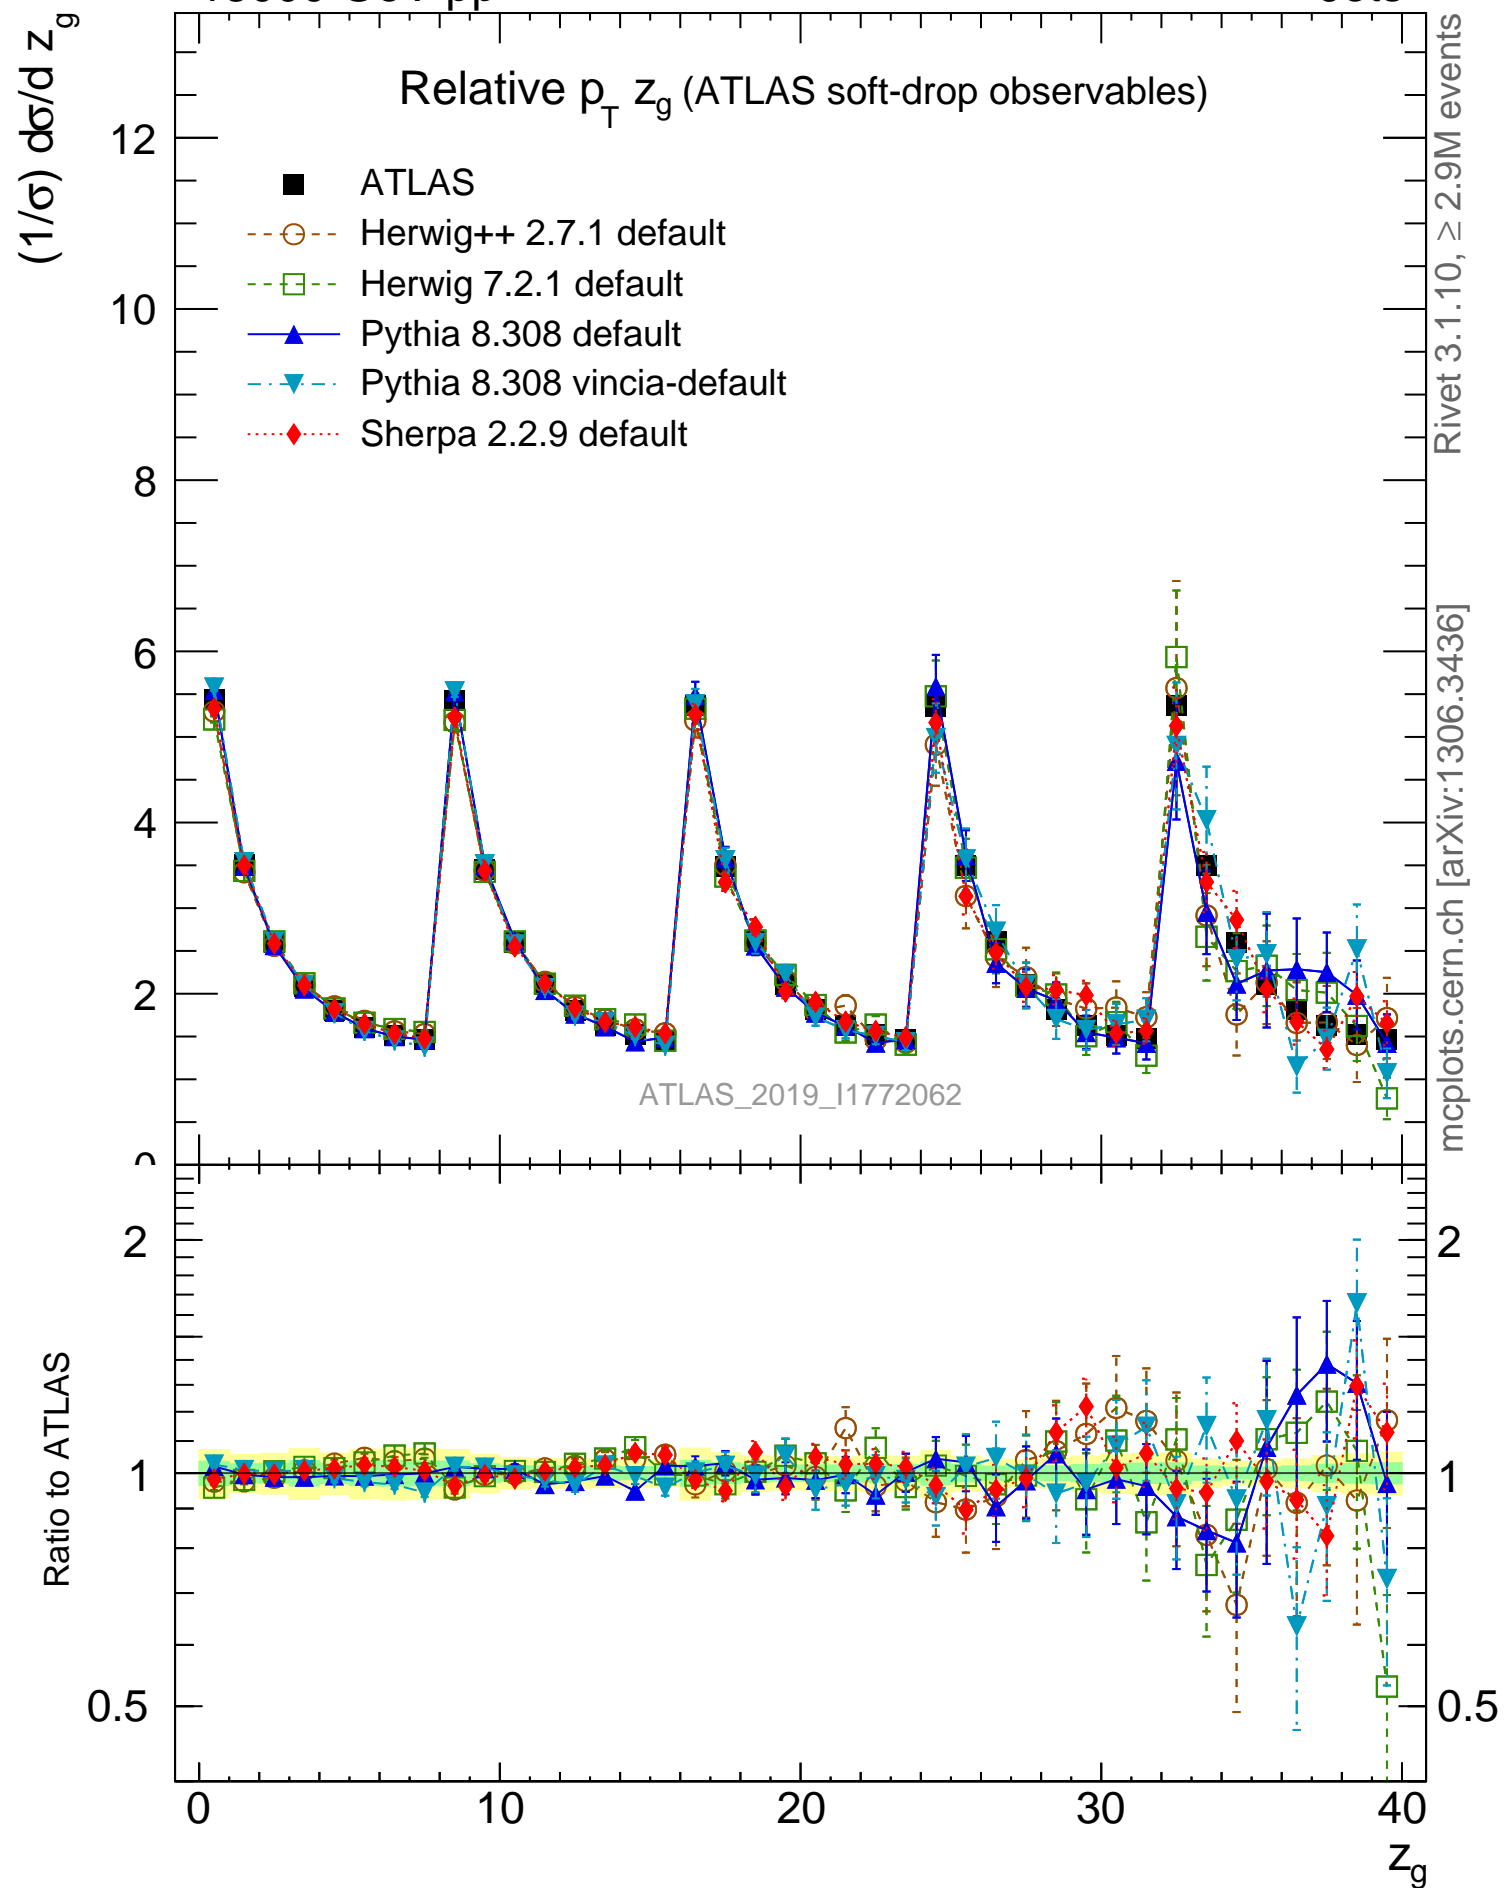 (1/σ) dσ/d z_g
Relative p_T z_g (ATLAS soft-drop observables)
ATLAS
Herwig++ 2.7.1 default
Herwig 7.2.1 default
Pythia 8.308 default
Pythia 8.308 vincia-default
Sherpa 2.2.9 default
12
10
8
6
4
2
0
ATLAS_2019_I1772062
Rivet 3.1.10, ≥ 2.9M events
mcplots.cern.ch [arXiv:1306.3436]
Ratio to ATLAS
2
1
0.5
2
1
0.5
0
10
20
30
40
z_g